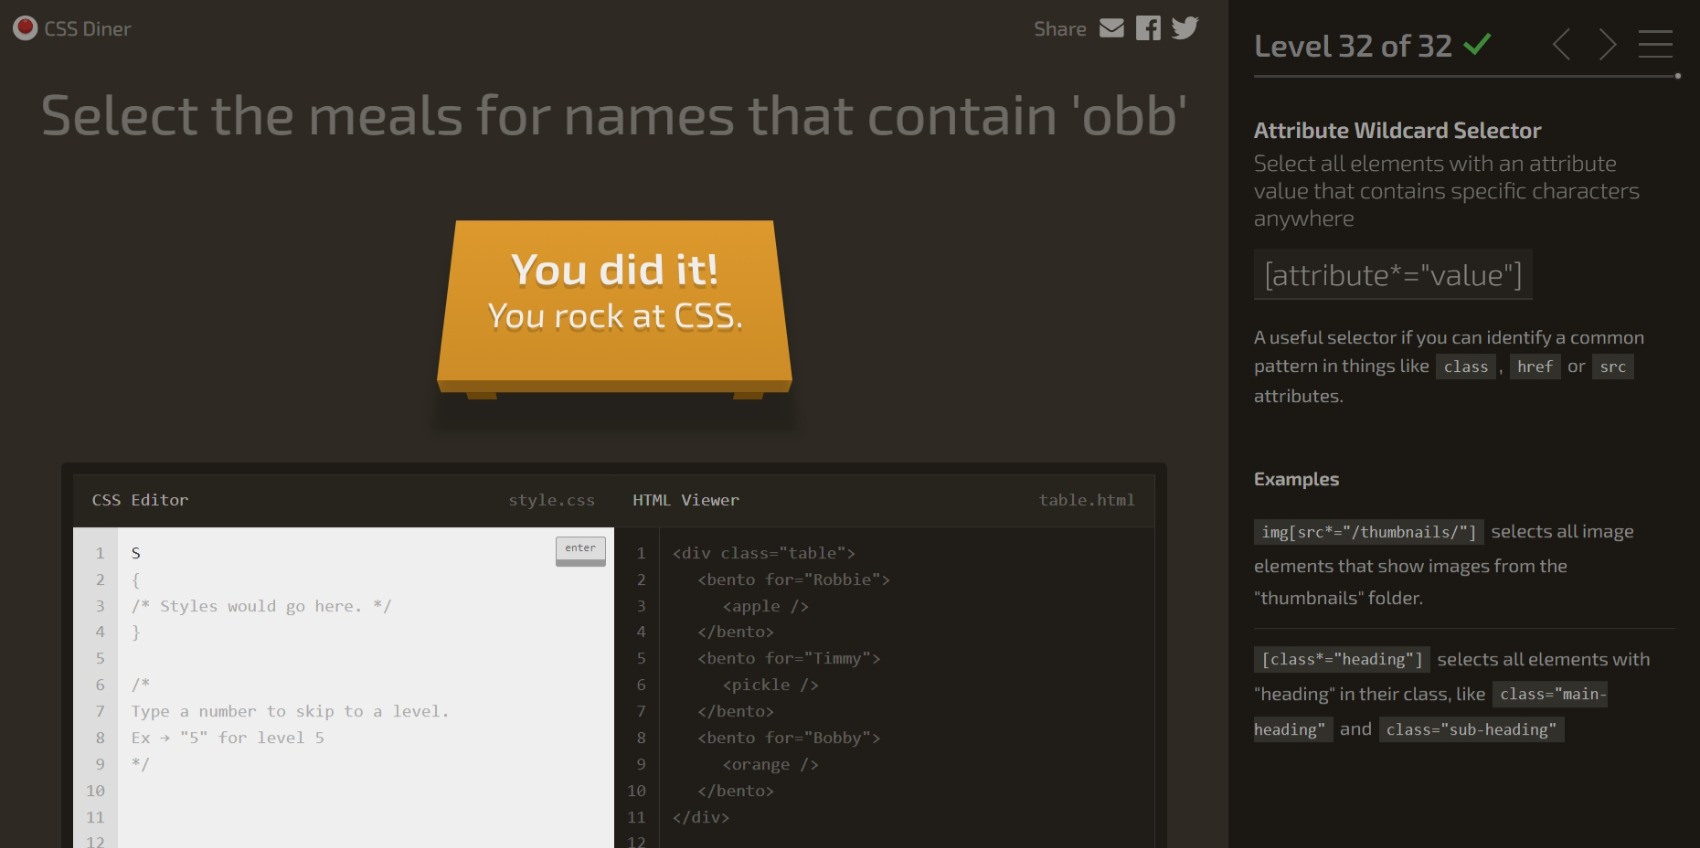 CSS Diner
Share
Select the meals for names that contain 'obb'
You did it!
You rock at CSS.
CSS Editor style.css
1 S
enter
2 {
3 /* Styles would go here. */
4 }
5
6 /*
7 Type a number to skip to a level.
8 Ex → "5" for level 5
9 */
10
11
12
HTML Viewer table.html
1 <div class="table">
2 <bento for="Robbie">
3 <apple />
4 </bento>
5 <bento for="Timmy">
6 <pickle />
7 </bento>
8 <bento for="Bobby">
9 <orange />
10 </bento>
11 </div>
12
Level 32 of 32
Attribute Wildcard Selector
Select all elements with an attribute
value that contains specific characters
anywhere
[attribute*="value"]
A useful selector if you can identify a common
pattern in things like class , href or src
attributes.
Examples
img[src*="/thumbnails/"] selects all image
elements that show images from the
"thumbnails" folder.
[class*="heading"] selects all elements with
"heading" in their class, like class="main-
heading" and class="sub-heading"